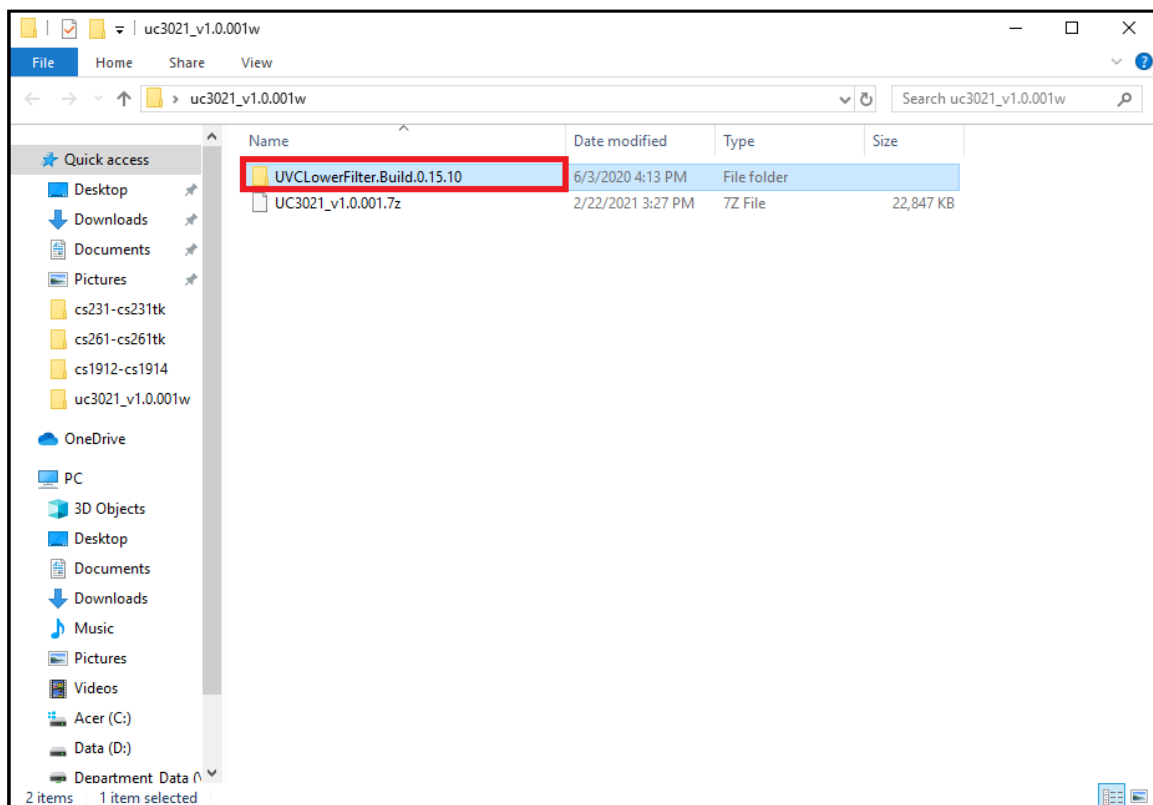 uc3021_v1.0.001w
File Home Share View
uc3021_v1.0.001w Search uc3021_v1.0.001w
Name Date modified Type Size
UVCLowerFilter.Build.0.15.10 6/3/2020 4:13 PM File folder
UC3021_v1.0.001.7z 2/22/2021 3:27 PM 7Z File 22,847 KB
Quick access
Desktop
Downloads
Documents
Pictures
cs231-cs231tk
cs261-cs261tk
cs1912-cs1914
uc3021_v1.0.001w
OneDrive
PC
3D Objects
Desktop
Documents
Downloads
Music
Pictures
Videos
Acer (C:)
Data (D:)
Department Data (
2 items 1 item selected